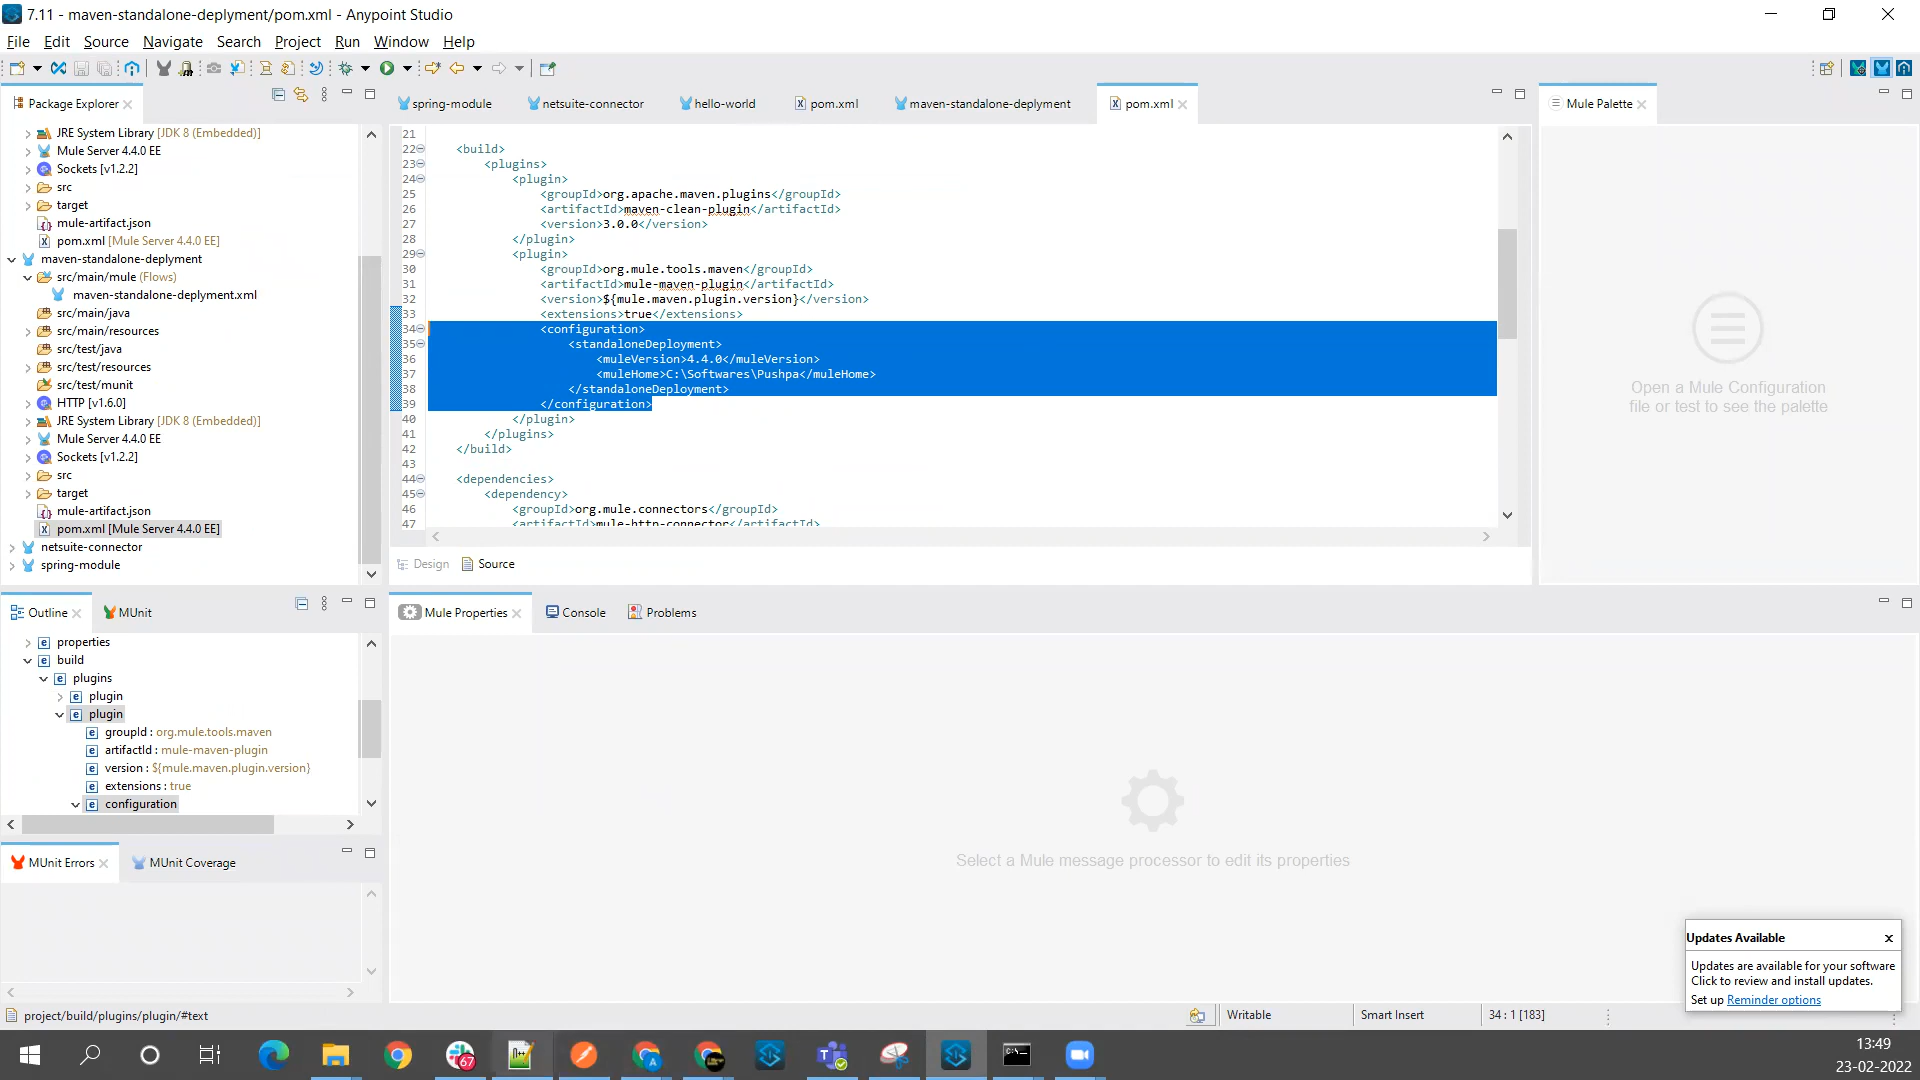 7.11 - maven-standalone-deplyment/pom.xml - Anypoint Studio
File Edit Source Navigate Search Project Run Window Help
Package Explorer
JRE System Library [JDK 8 (Embedded)]
Mule Server 4.4.0 EE
Sockets [v1.2.2]
src
target
mule-artifact.json
pom.xml [Mule Server 4.4.0 EE]
maven-standalone-deplyment
src/main/mule (Flows)
maven-standalone-deplyment.xml
src/main/java
src/main/resources
src/test/java
src/test/resources
src/test/munit
HTTP [v1.6.0]
JRE System Library [JDK 8 (Embedded)]
Mule Server 4.4.0 EE
Sockets [v1.2.2]
src
target
mule-artifact.json
pom.xml [Mule Server 4.4.0 EE]
netsuite-connector
spring-module
spring-module netsuite-connector hello-world pom.xml maven-standalone-deplyment pom.xml
21
22 <build>
23 <plugins>
24 <plugin>
25 <groupId>org.apache.maven.plugins</groupId>
26 <artifactId>maven-clean-plugin</artifactId>
27 <version>3.0.0</version>
28 </plugin>
29 <plugin>
30 <groupId>org.mule.tools.maven</groupId>
31 <artifactId>mule-maven-plugin</artifactId>
32 <version>${mule.maven.plugin.version}</version>
33 <extensions>true</extensions>
34 <configuration>
35 <standaloneDeployment>
36 <muleVersion>4.4.0</muleVersion>
37 <muleHome>C:\Softwares\Pushpa</muleHome>
38 </standaloneDeployment>
39 </configuration>
40 </plugin>
41 </plugins>
42 </build>
43
44 <dependencies>
45 <dependency>
46 <groupId>org.mule.connectors</groupId>
47 <artifactId>mule-http-connector</artifactId>
Design Source
Mule Palette
Open a Mule Configuration
file or test to see the palette
Outline MUnit
properties
build
plugins
plugin
plugin
groupId : org.mule.tools.maven
artifactId : mule-maven-plugin
version : ${mule.maven.plugin.version}
extensions : true
configuration
MUnit Errors MUnit Coverage
Mule Properties Console Problems
Select a Mule message processor to edit its properties
Updates Available
Updates are available for your software
Click to review and install updates.
Set up Reminder options
project/build/plugins/plugin/#text
Writable
Smart Insert
34 : 1 [183]
67
13:49
23-02-2022